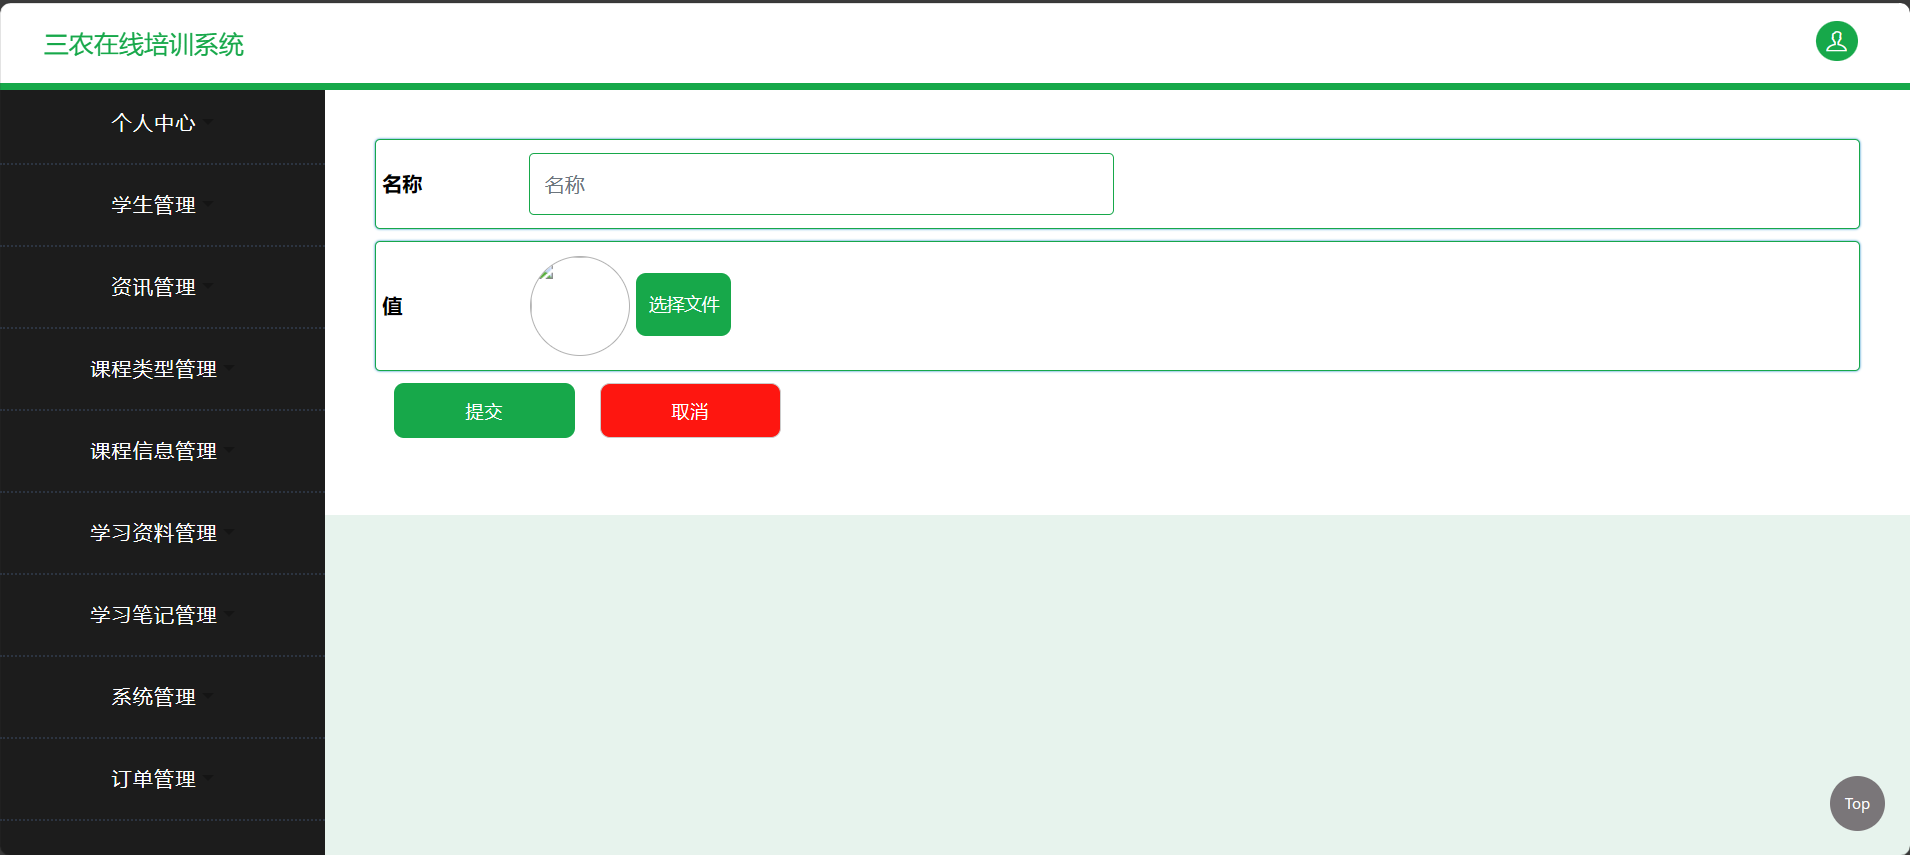 三农在线培训系统
个人中心
学生管理
资讯管理
课程类型管理
课程信息管理
学习资料管理
学习笔记管理
系统管理
订单管理
名称
名称
值
选择文件
提交
取消
Top